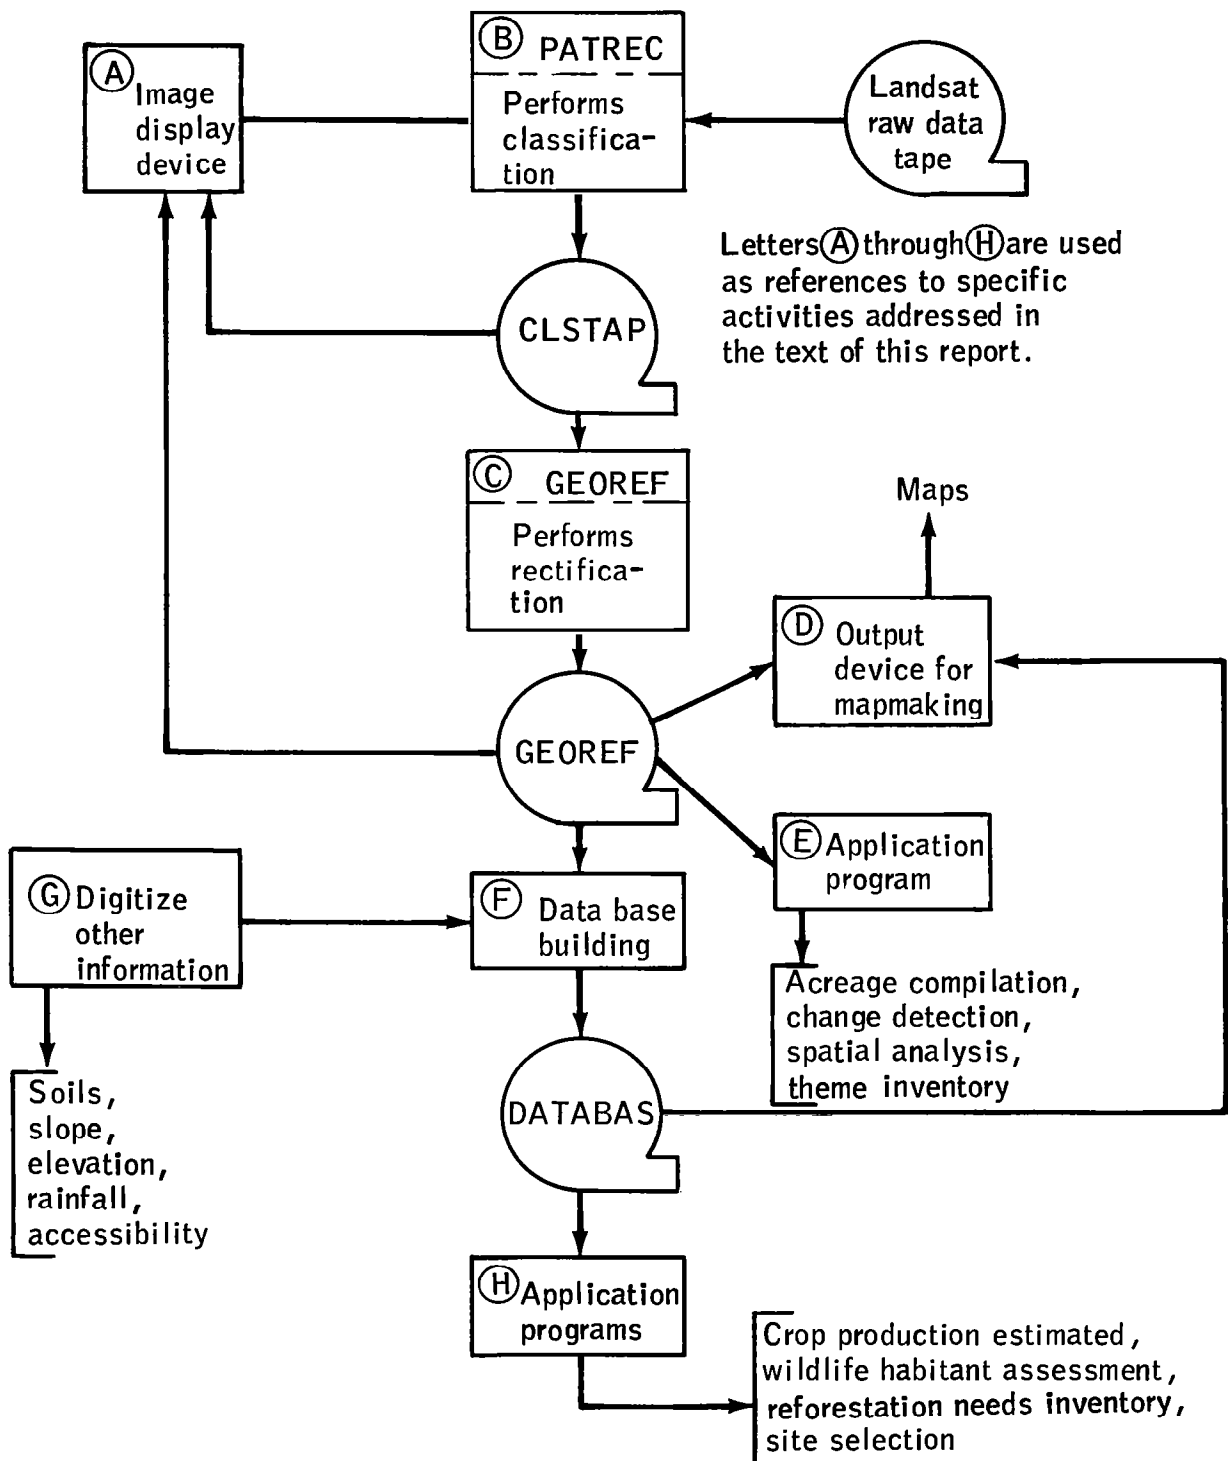 A Image
display
device
B PATREC
Performs
classifica-
tion
Landsat
raw data
tape
Letters A through H are used
as references to specific
activities addressed in
the text of this report.
CLSTAP
C GEOREF
Performs
rectifica-
tion
Maps
D Output
device for
mapmaking
GEOREF
E Application
program
G Digitize
other
information
F Data base
building
Acreage compilation,
change detection,
spatial analysis,
theme inventory
Soils,
slope,
elevation,
rainfall,
accessibility
DATABAS
H Application
programs
Crop production estimated,
wildlife habitant assessment,
reforestation needs inventory,
site selection